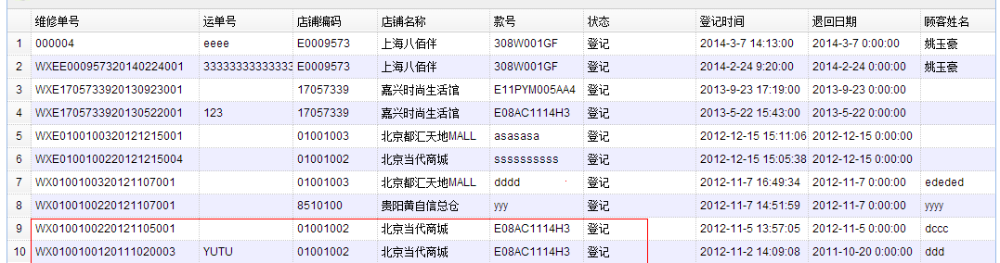 维修单号 运单号 店铺编码 店铺名称 款号 状态 登记时间 退回日期 顾客姓名
1 000004 eeee E0009573 上海八佰伴 308W001GF 登记 2014-3-7 14:13:00 2014-3-7 0:00:00 姚玉豪
2 WXEE000957320140224001 33333333333333 E0009573 上海八佰伴 308W001GF 登记 2014-2-24 9:20:00 2014-2-24 0:00:00 姚玉豪
3 WXE1705733920130923001 17057339 嘉兴时尚生活馆 E11PYM005AA4 登记 2013-9-23 17:19:00 2013-9-23 0:00:00
4 WXE1705733920130522001 123 17057339 嘉兴时尚生活馆 E08AC1114H3 登记 2013-5-22 15:43:00 2013-5-22 0:00:00
5 WXE0100100320121215001 01001003 北京都汇天地MALL asasasa 登记 2012-12-15 15:11:06 2012-12-15 0:00:00
6 WXE0100100220121215004 01001002 北京当代商城 ssssssssss 登记 2012-12-15 15:05:38 2012-12-15 0:00:00
7 WX0100100320121107001 01001003 北京都汇天地MALL dddd 登记 2012-11-7 16:49:34 2012-11-7 0:00:00 ededed
8 WX0100100220121107001 8510100 贵阳黄自信总仓 yyy 登记 2012-11-7 14:51:59 2012-11-7 0:00:00 yyyy
9 WX0100100220121105001 01001002 北京当代商城 E08AC1114H3 登记 2012-11-5 13:57:05 2012-11-5 0:00:00 dccc
10 WX0100100120111020003 YUTU 01001002 北京当代商城 E08AC1114H3 登记 2012-11-2 14:09:08 2011-10-20 0:00:00 ddd